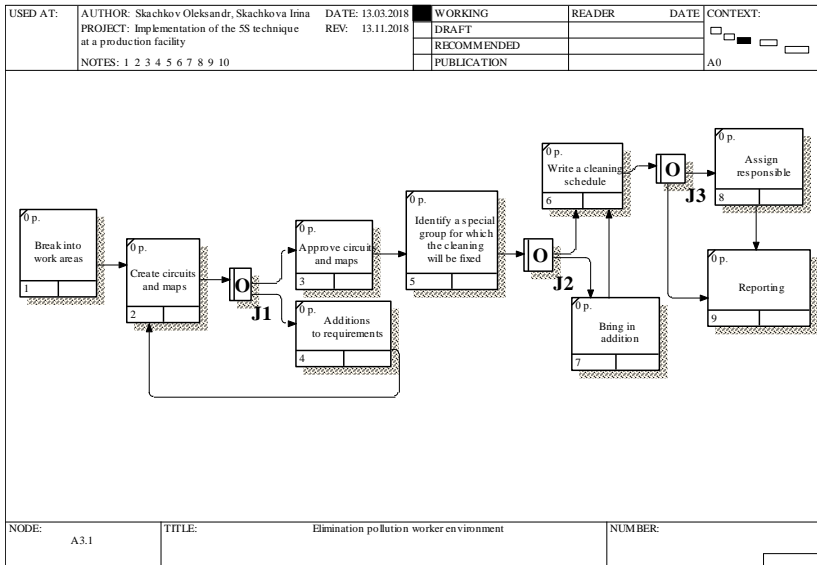 USED AT:
AUTHOR: Skachkov Oleksandr, Skachkova Irina
DATE: 13.03.2018
PROJECT: Implementation of the 5S technique
at a production facility
REV: 13.11.2018
NOTES: 1 2 3 4 5 6 7 8 9 10
WORKING
DRAFT
RECOMMENDED
PUBLICATION
READER
DATE
CONTEXT:
A0
0 p.
Break into
work areas
1
0 p.
Create circuits
and maps
2
O
J1
0 p.
Approve circuits
and maps
3
0 p.
Additions
to requirements
4
0 p.
Identify a special
group for which
the cleaning
will be fixed
5
O
J2
0 p.
Write a cleaning
schedule
6
0 p.
Bring in
addition
7
O
J3
0 p.
Assign
responsible
8
0 p.
Reporting
9
NODE:
A3.1
TITLE:
Elimination pollution worker environment
NUMBER: